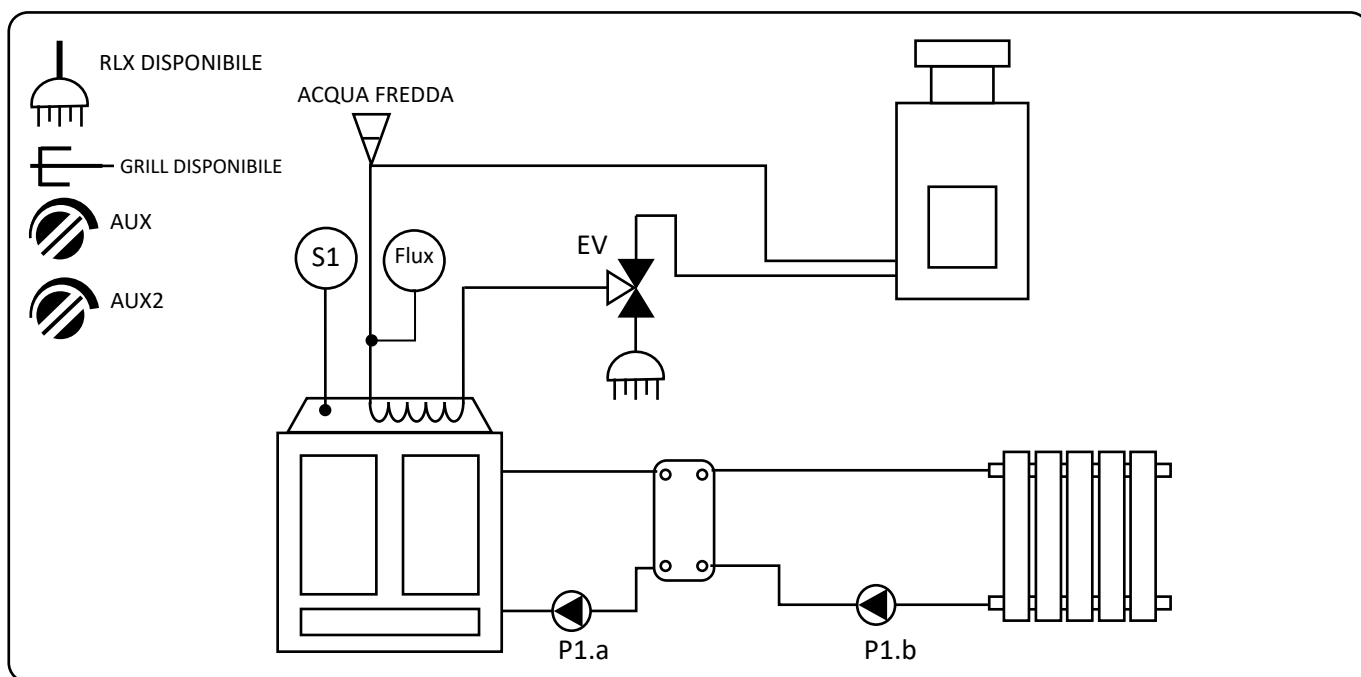 RLX DISPONIBILE
ACQUA FREDDA
GRILL DISPONIBILE
AUX
S1
Flux
EV
AUX2
P1.a
P1.b